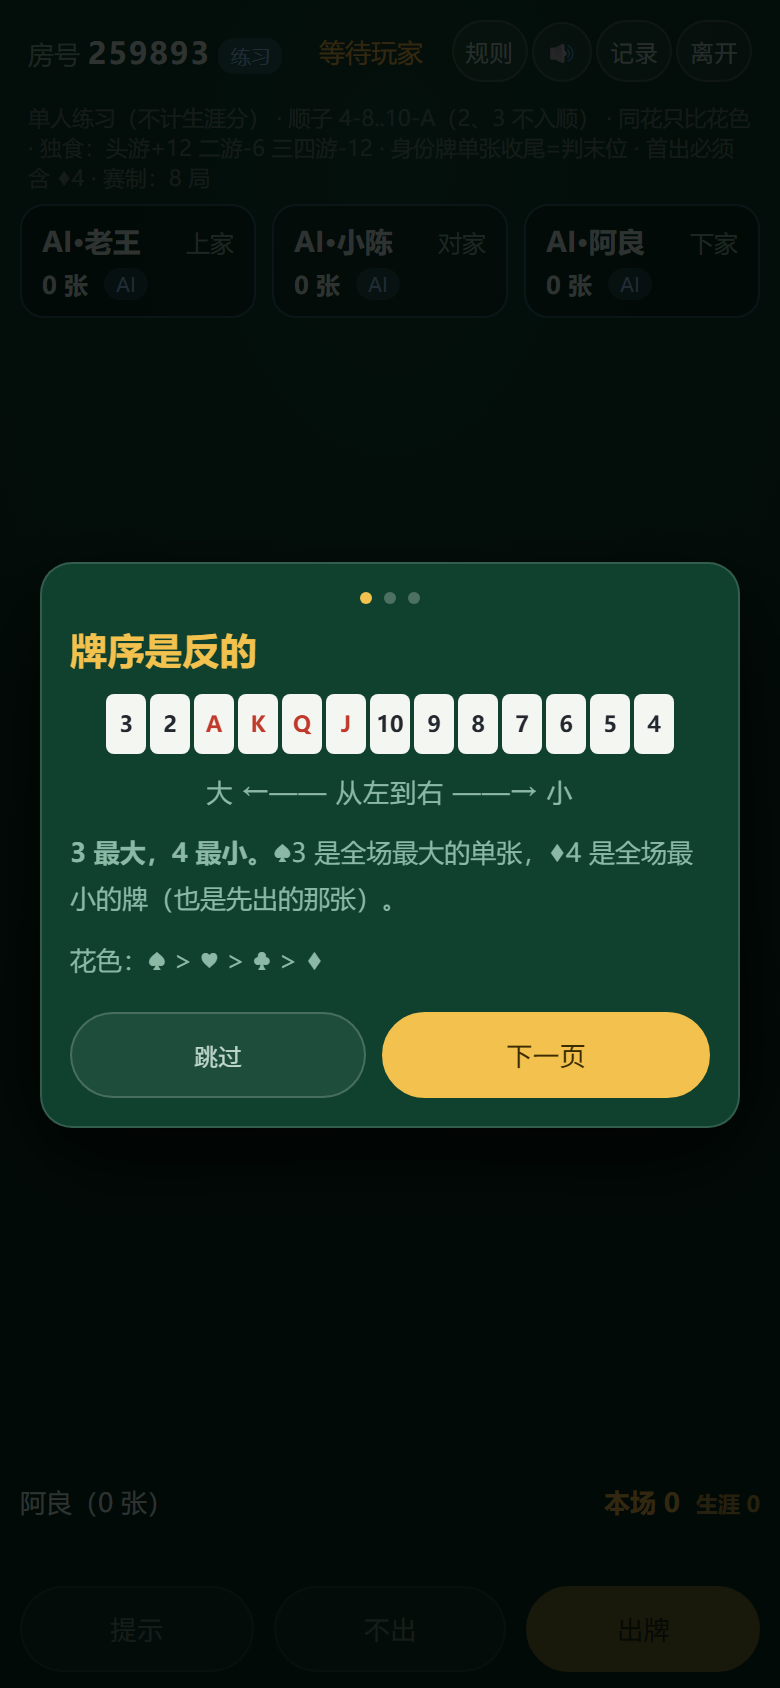 房号 259893 练习 等待玩家 规则 记录 离开
单人练习（不计生涯分） · 顺子 4-8..10-A（2、3 不入顺） · 同花只比花色
· 独食：头游+12 二游-6 三四游-12 · 身份牌单张收尾=判末位 · 首出必须
含 ♦4 · 赛制：8 局
AI•老王 上家
0 张 AI
AI•小陈 对家
0 张 AI
AI•阿良 下家
0 张 AI
牌序是反的
3 2 A K Q J 10 9 8 7 6 5 4
大 ←—— 从左到右 ——→ 小
3 最大，4 最小。♠3 是全场最大的单张，♦4 是全场最
小的牌（也是先出的那张）。
花色：♠ > ♥ > ♣ > ♦
跳过 下一页
阿良（0 张） 本场 0 生涯 0
提示 不出 出牌